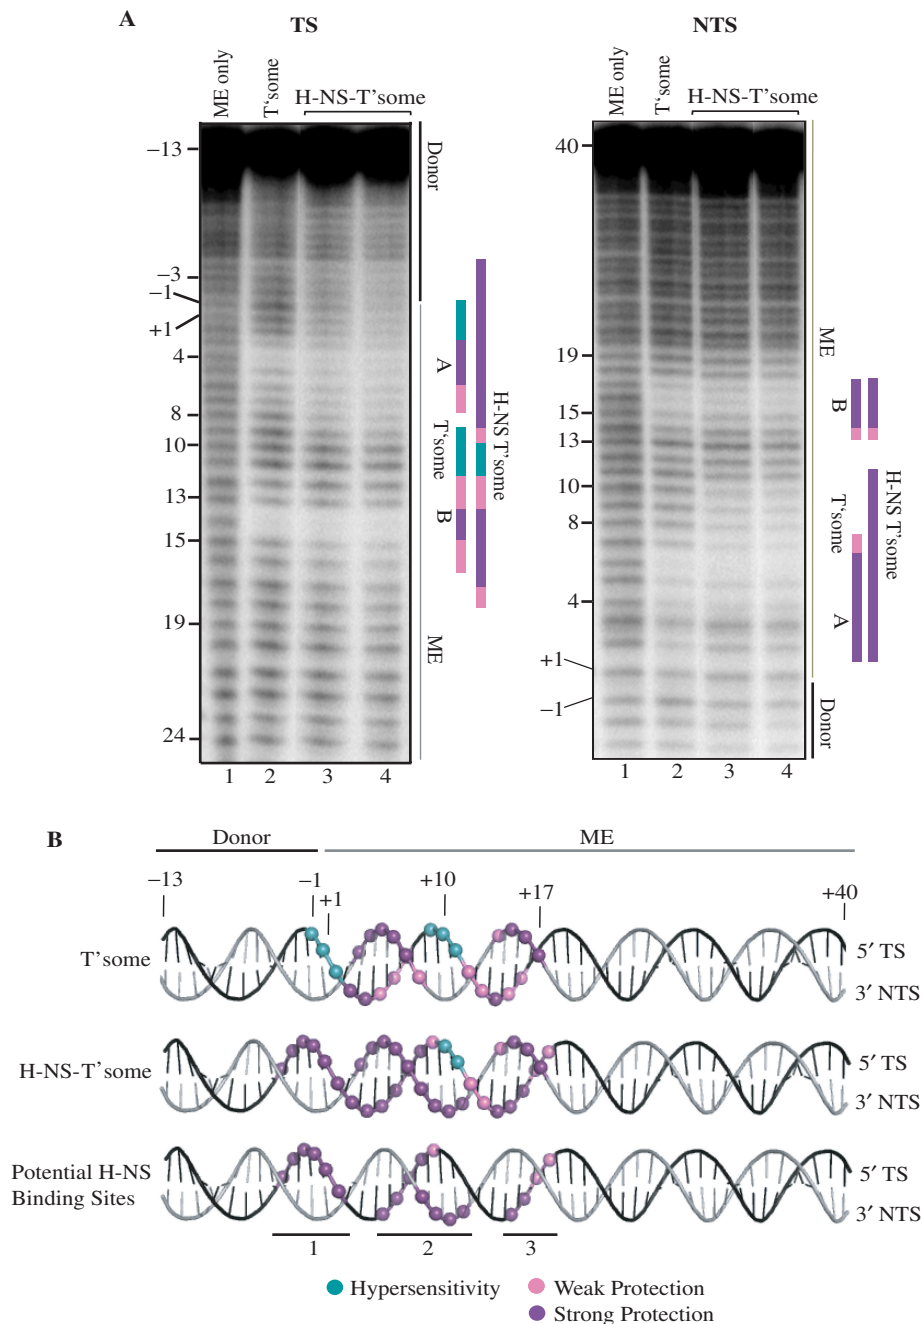 A
TS
NTS
ME only
T‘some
H-NS-T’some
ME only
T‘some
H-NS-T’some
−13
−3
−1
+1
4
8
10
13
15
19
24
Donor
ME
A
B
T‘some
H-NS T’some
1 2 3 4
40
19
15
13
10
8
4
+1
−1
ME
Donor
B
A
T‘some
H-NS T’some
1 2 3 4
B
Donor
ME
−13
−1
+1
+10
+17
+40
T’some
5′ TS
3′ NTS
H-NS-T’some
5′ TS
3′ NTS
Potential H-NS
Binding Sites
5′ TS
3′ NTS
1 2 3
Hypersensitivity
Weak Protection
Strong Protection